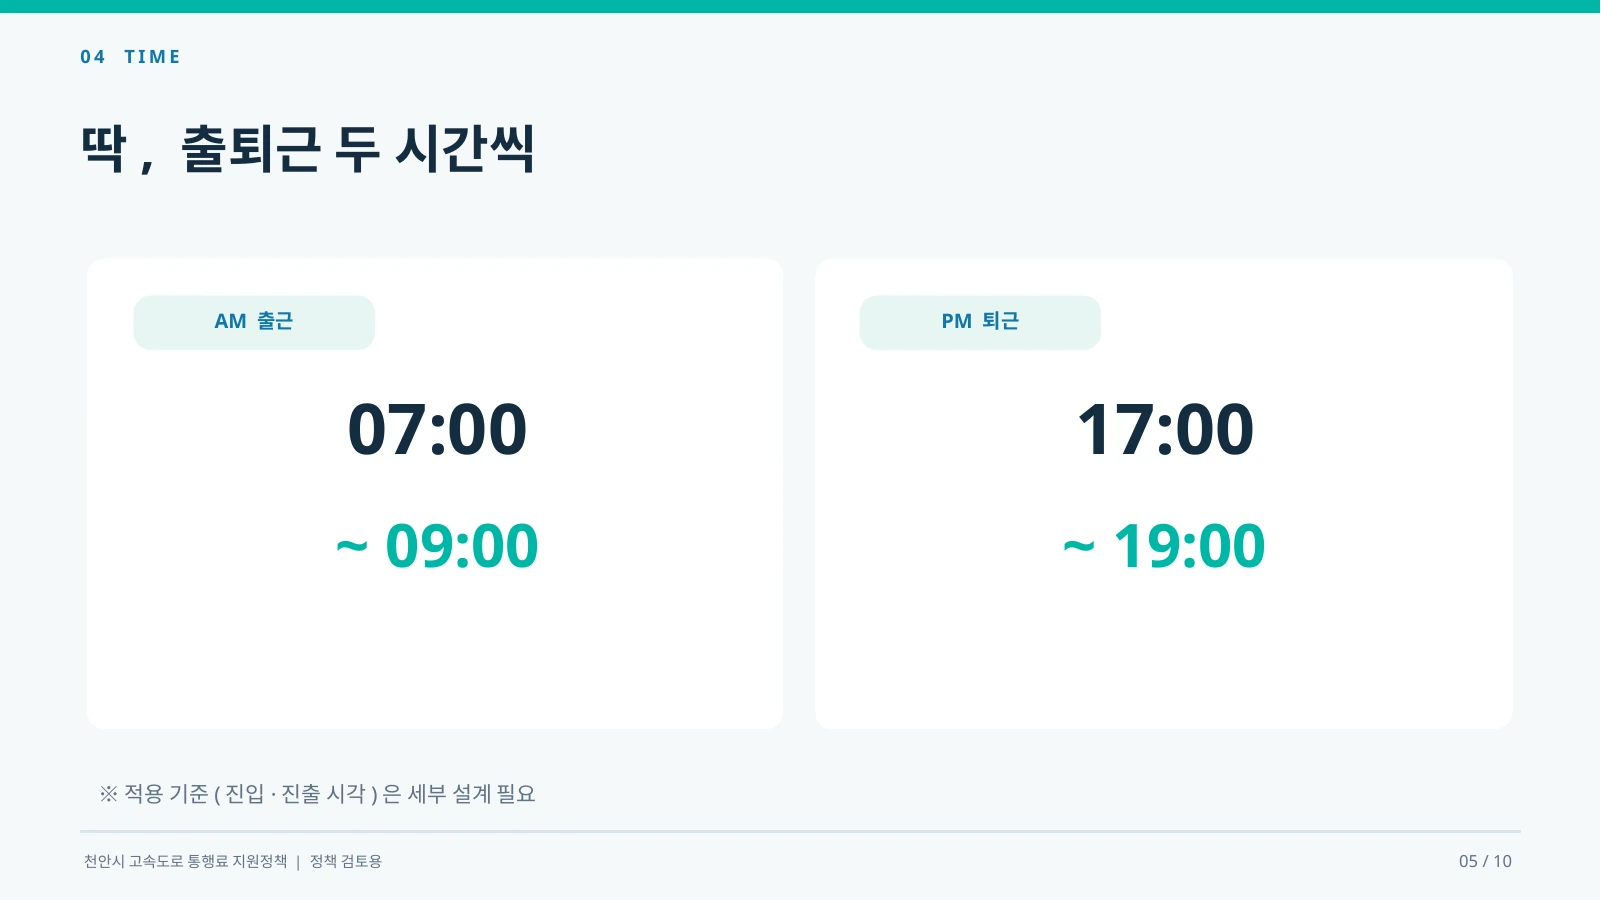 04 TIME
딱, 출퇴근 두 시간씩
AM 출근
07:00
~ 09:00
PM 퇴근
17:00
~ 19:00
※ 적용 기준(진입·진출 시각)은 세부 설계 필요
천안시 고속도로 통행료 지원정책 | 정책 검토용
05 / 10